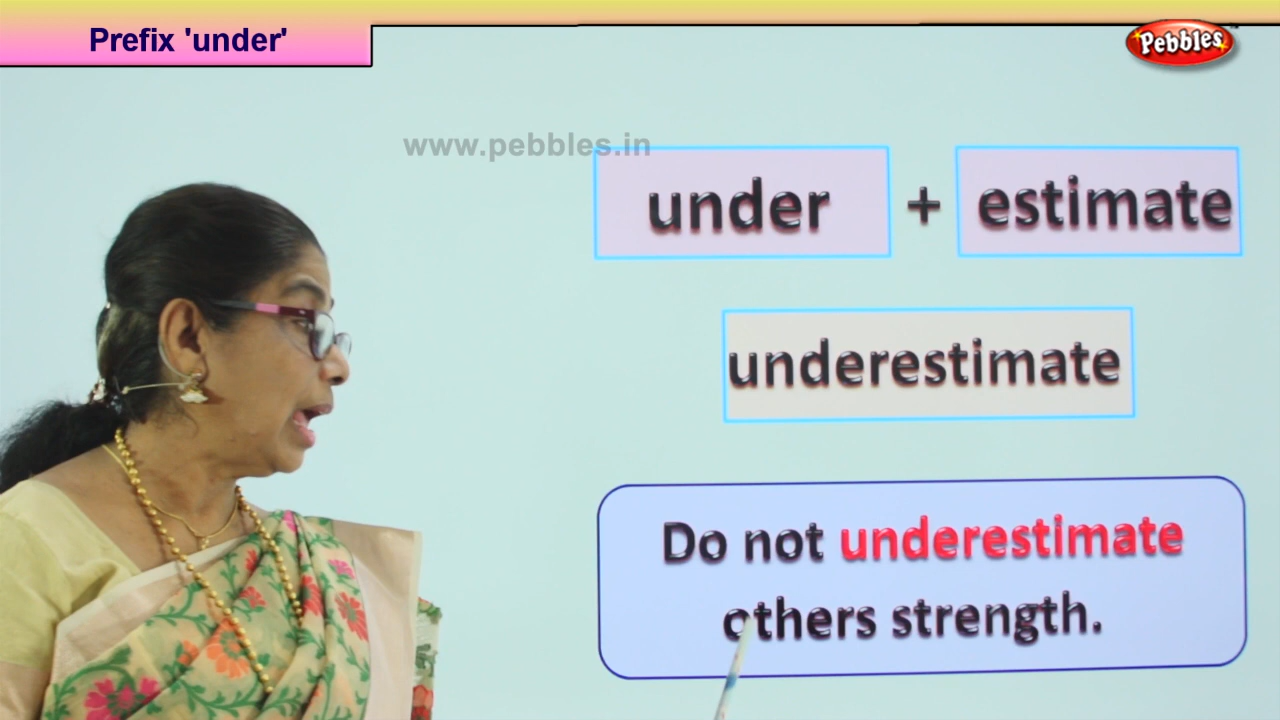 Prefix 'under'
Pebbles
www.pebbles.in
under + estimate
underestimate
Do not underestimate
others strength.